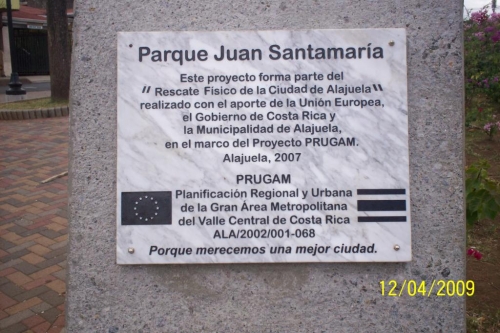 Parque Juan Santamaría
Este proyecto forma parte del
"Rescate Fisico de la Ciudad de Alajuela"
realizado con el aporte de la Unión Europea,
el Gobierno de Costa Rica y
la Municipalidad de Alajuela,
en el marco del Proyecto PRUGAM.
Alajuela, 2007
PRUGAM
Planificación Regional y Urbana
de la Gran Área Metropolitana
del Valle Central de Costa Rica
ALA/2002/001-068
Porque merecemos una mejor ciudad.
12/04/2009